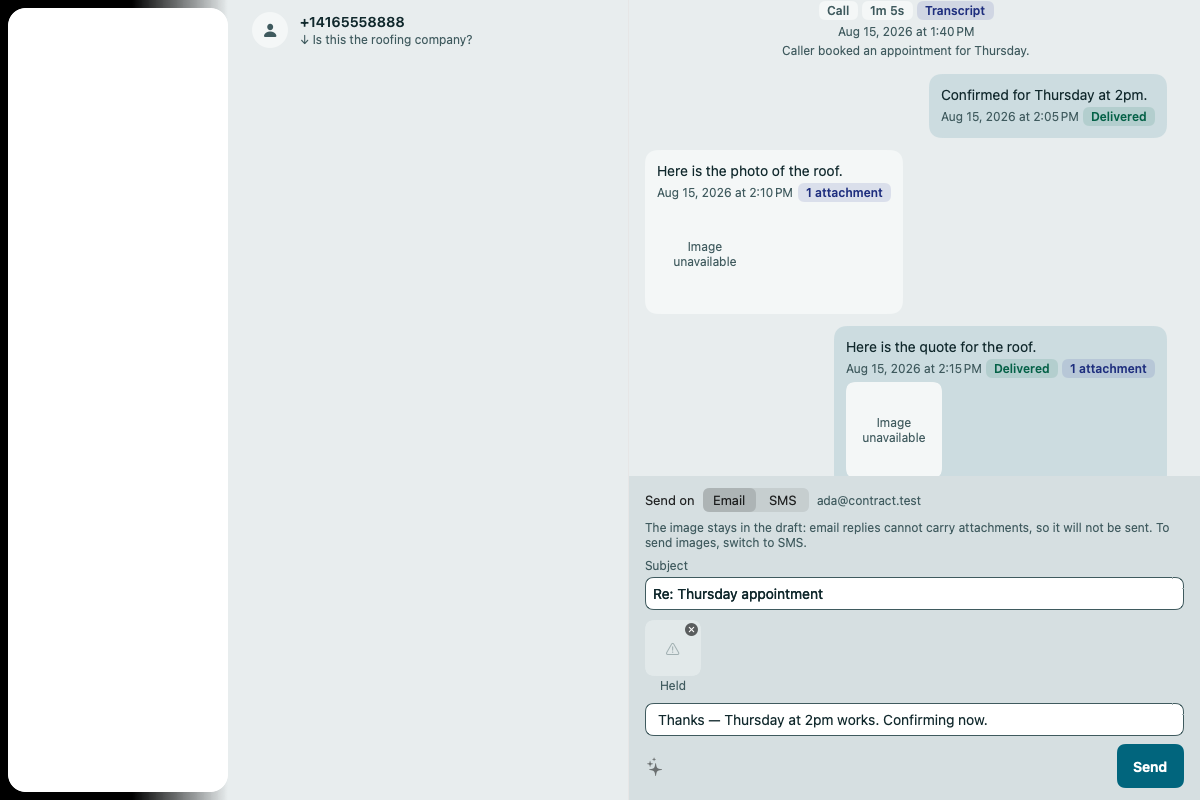 +14165558888
↓ Is this the roofing company?
Call 1m 5s Transcript
Aug 15, 2026 at 1:40 PM
Caller booked an appointment for Thursday.
Confirmed for Thursday at 2pm.
Aug 15, 2026 at 2:05 PM Delivered
Here is the photo of the roof.
Aug 15, 2026 at 2:10 PM 1 attachment
Image
unavailable
Here is the quote for the roof.
Aug 15, 2026 at 2:15 PM Delivered 1 attachment
Image
unavailable
Send on Email SMS ada@contract.test
The image stays in the draft: email replies cannot carry attachments, so it will not be sent. To
send images, switch to SMS.
Subject
Re: Thursday appointment
Held
Thanks — Thursday at 2pm works. Confirming now.
Send